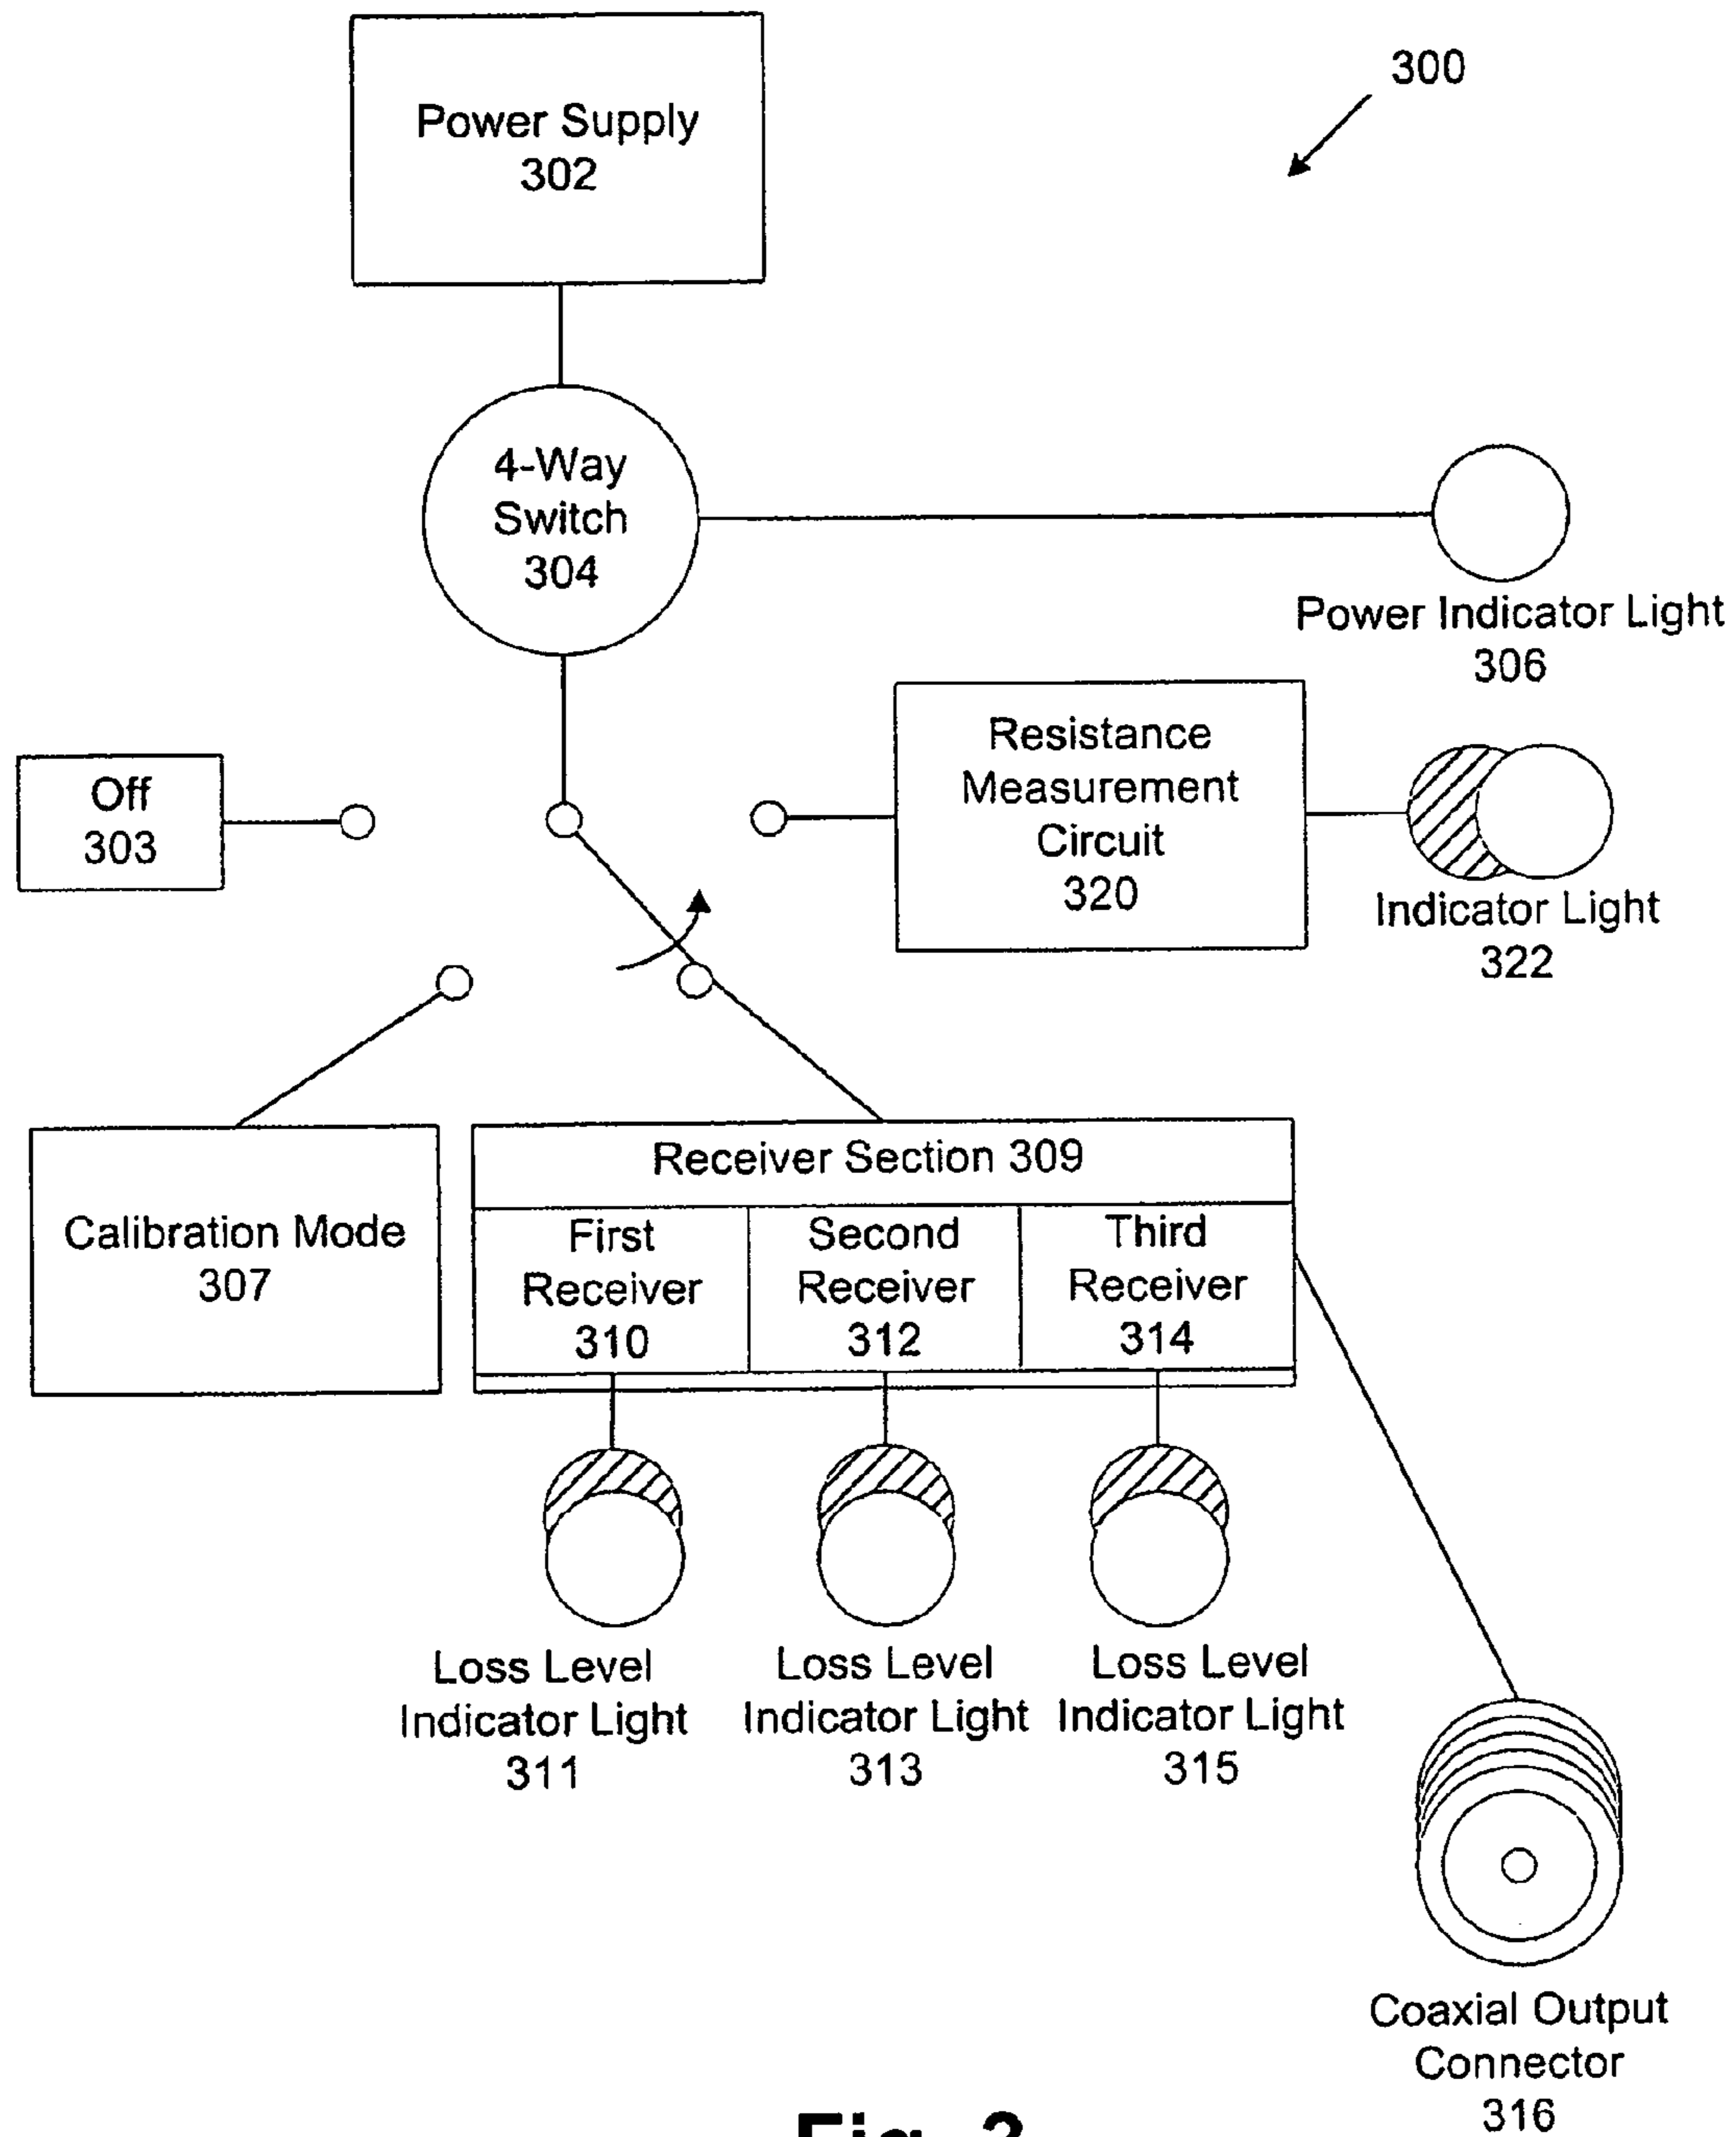 300
Power Supply
302
4-Way
Switch
304
Power Indicator Light
306
Off
303
Resistance
Measurement
Circuit
320
Indicator Light
322
Calibration Mode
307
Receiver Section 309
First
Receiver
310
Second
Receiver
312
Third
Receiver
314
Loss Level
Indicator Light
311
Loss Level
Indicator Light
313
Loss Level
Indicator Light
315
Coaxial Output
Connector
316